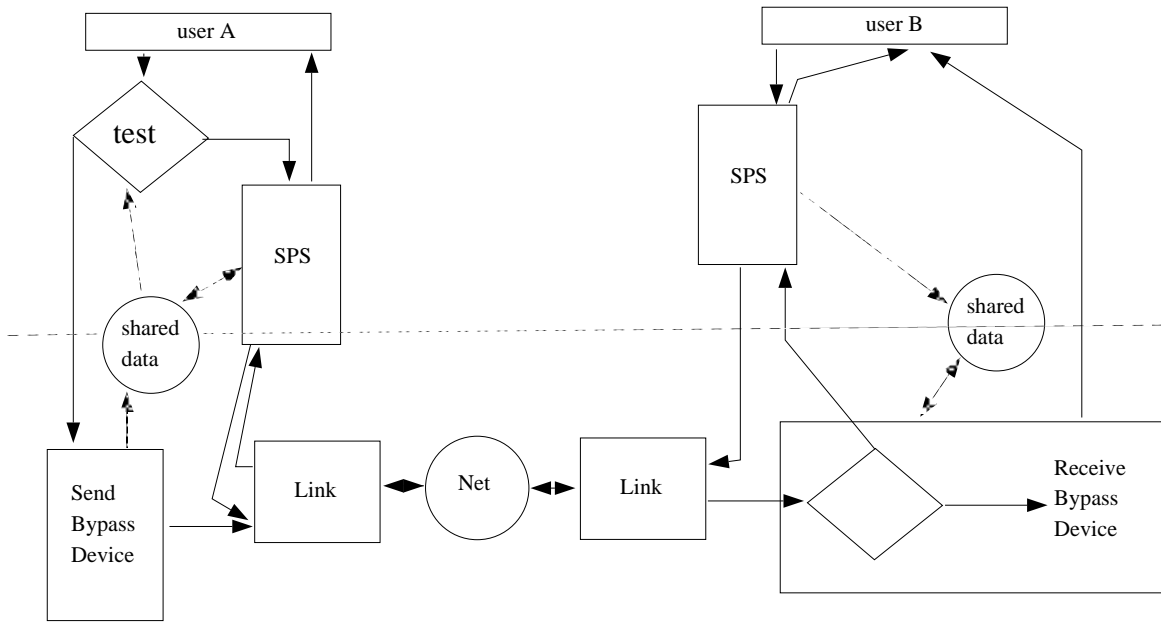 user A
user B
test
SPS
SPS
shared
data
shared
data
Send
Bypass
Device
Link
Net
Link
Receive
Bypass
Device